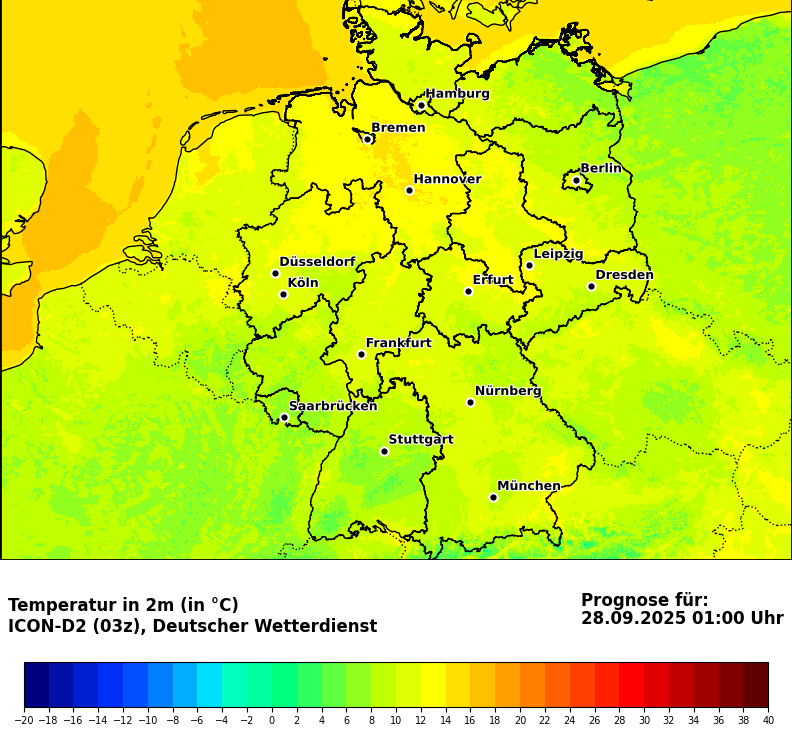 Hamburg
Bremen
Hannover
Berlin
Düsseldorf
Köln
Leipzig
Erfurt
Dresden
Frankfurt
Nürnberg
Saarbrücken
Stuttgart
München
Temperatur in 2m (in °C)
ICON-D2 (03z), Deutscher Wetterdienst
Prognose für:
28.09.2025 01:00 Uhr
−20 −18 −16 −14 −12 −10 −8 −6 −4 −2 0 2 4 6 8 10 12 14 16 18 20 22 24 26 28 30 32 34 36 38 40